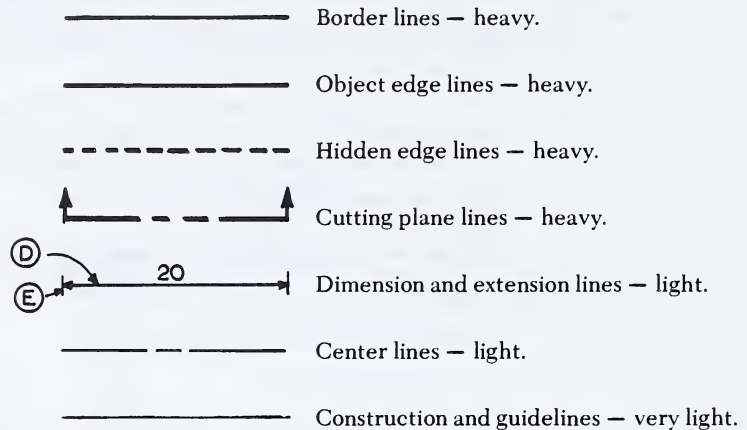 Border lines — heavy.
Object edge lines — heavy.
Hidden edge lines — heavy.
Cutting plane lines — heavy.
D
20
E
Dimension and extension lines — light.
Center lines — light.
Construction and guidelines — very light.